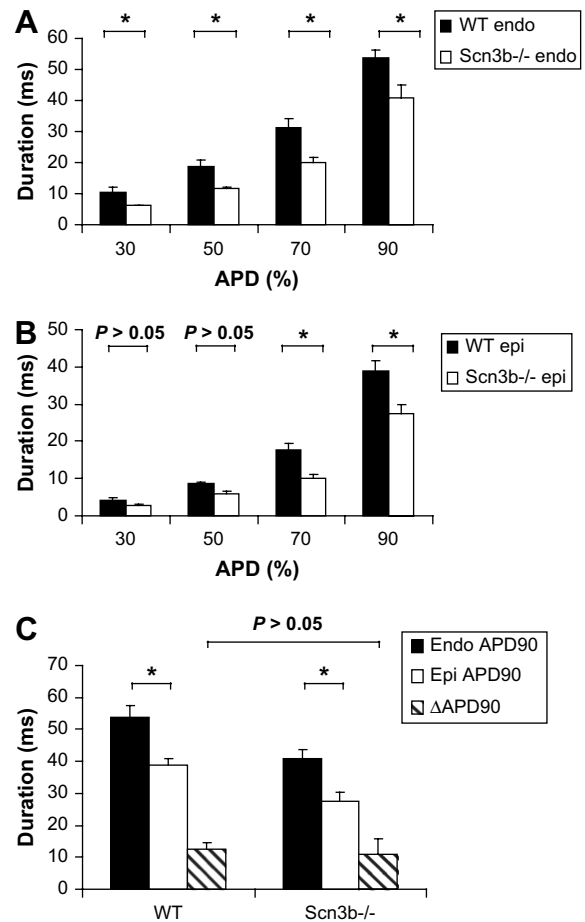 A
* * * *
WT endo
Scn3b-/- endo
Duration (ms)
60
50
40
30
20
10
0
30 50 70 90
APD (%)
B
P > 0.05 P > 0.05 * *
WT epi
Scn3b-/- epi
Duration (ms)
50
40
30
20
10
0
30 50 70 90
APD (%)
C
P > 0.05
* *
Endo APD90
Epi APD90
ΔAPD90
Duration (ms)
70
60
50
40
30
20
10
0
WT Scn3b-/-